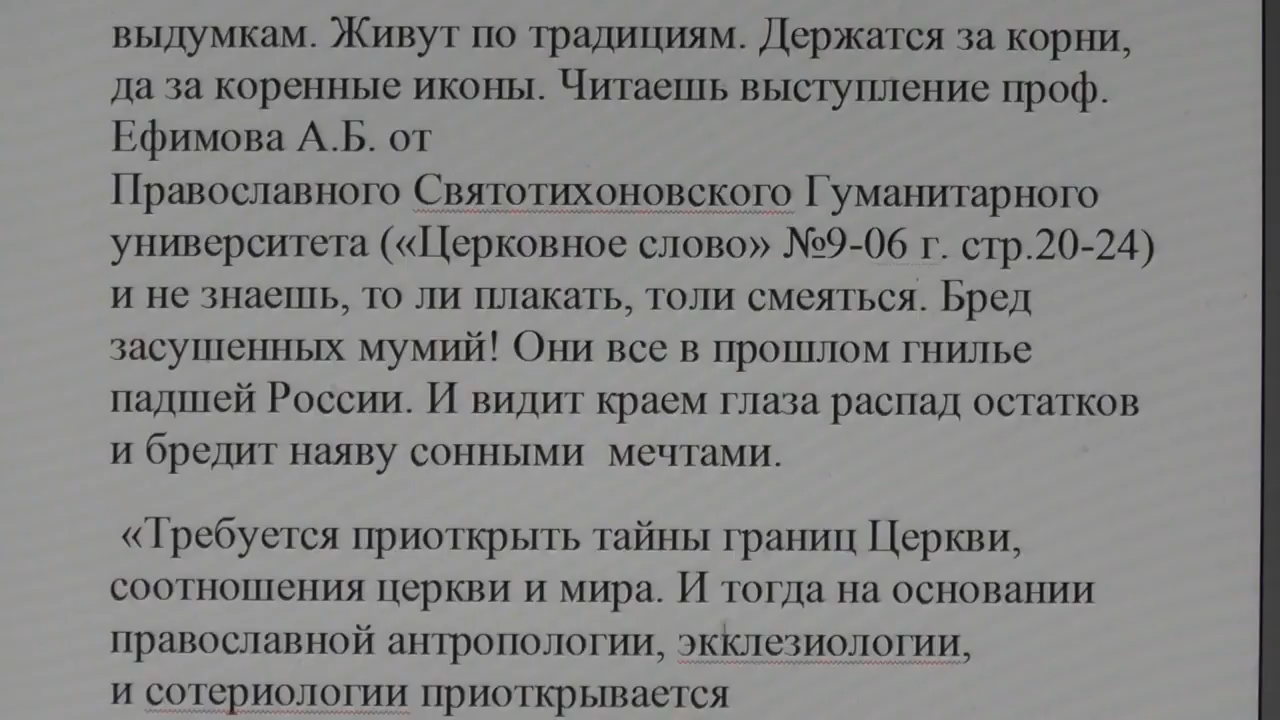 выдумкам. Живут по традициям. Держатся за корни,
да за коренные иконы. Читаешь выступление проф.
Ефимова А.Б. от
Православного Святотихоновского Гуманитарного
университета («Церковное слово» №9-06 г. стр.20-24)
и не знаешь, то ли плакать, толи смеяться. Бред
засушенных мумий! Они все в прошлом гнилье
падшей России. И видит краем глаза распад остатков
и бредит наяву сонными  мечтами.
«Требуется приоткрыть тайны границ Церкви,
соотношения церкви и мира. И тогда на основании
православной антропологии, экклезиологии,
и сотериологии приоткрывается